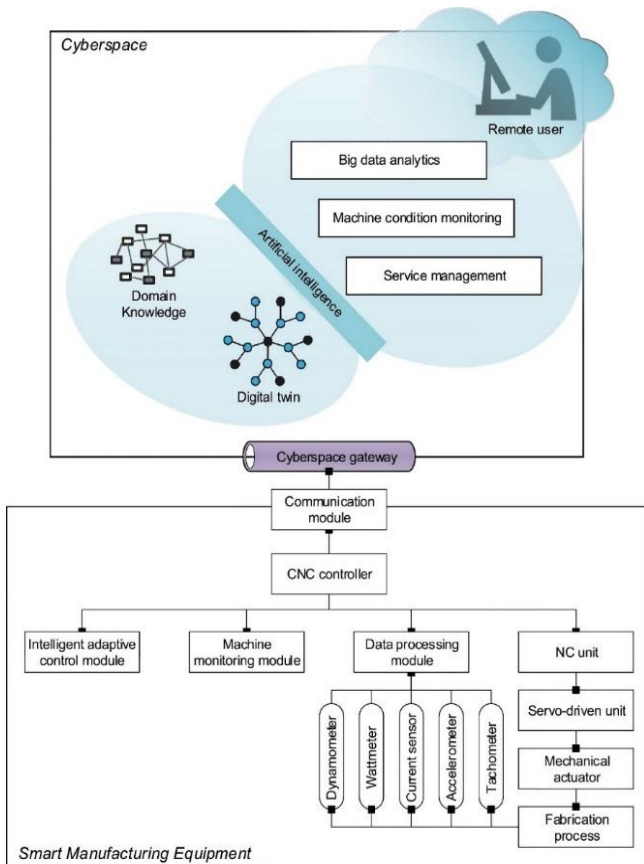 Cyberspace
Remote user
Big data analytics
Machine condition monitoring
Service management
Artificial intelligence
Domain
Knowledge
Digital twin
Cyberspace gateway
Communication
module
CNC controller
Intelligent adaptive
control module
Machine
monitoring module
Data processing
module
NC unit
Servo-driven unit
Mechanical
actuator
Fabrication
process
Dynamometer
Wattmeter
Current sensor
Accelerometer
Tachometer
Smart Manufacturing Equipment